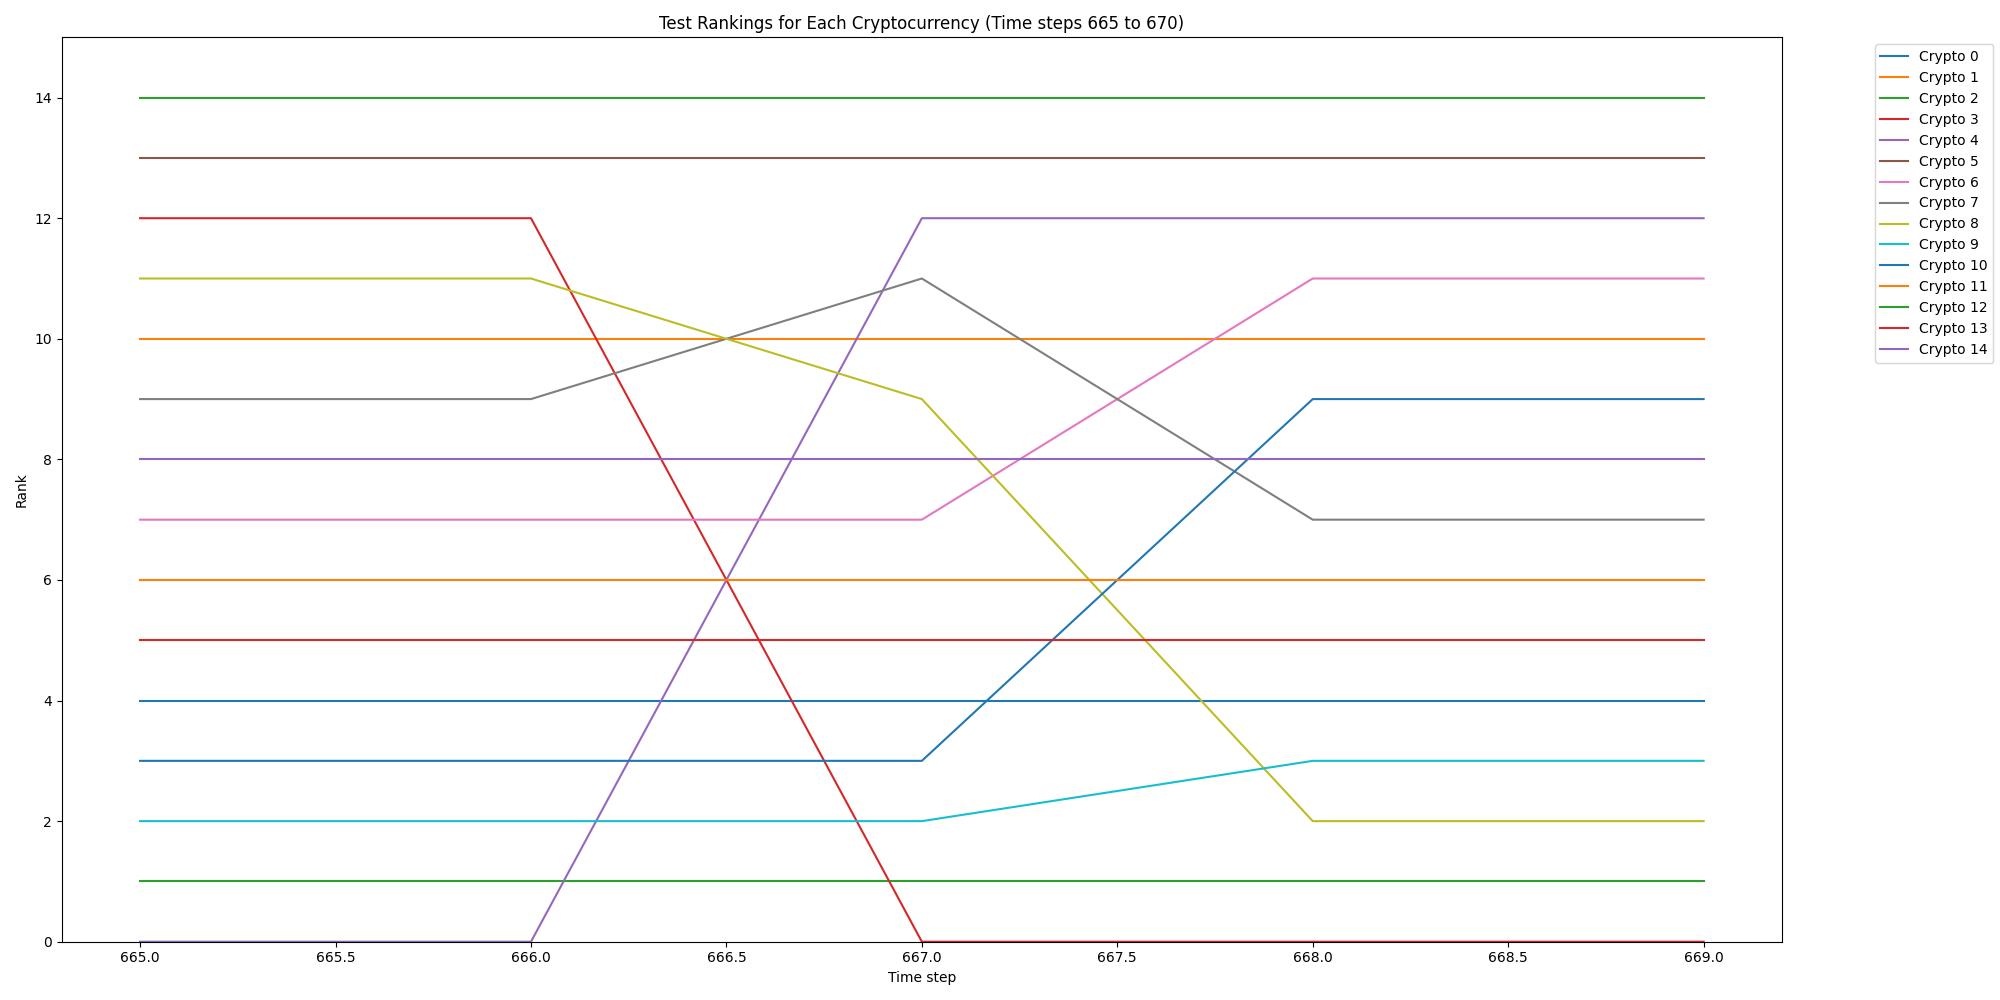 Test Rankings for Each Cryptocurrency (Time steps 665 to 670)
Crypto 0
Crypto 1
Crypto 2
Crypto 3
Crypto 4
Crypto 5
Crypto 6
Crypto 7
Crypto 8
Crypto 9
Crypto 10
Crypto 11
Crypto 12
Crypto 13
Crypto 14
Rank
14
12
10
8
6
4
2
0
665.0 665.5 666.0 666.5 667.0 667.5 668.0 668.5 669.0
Time step